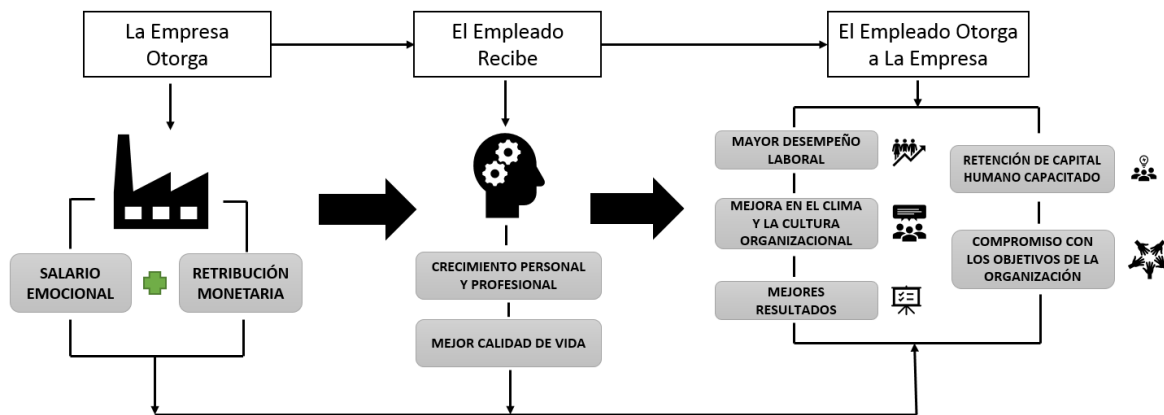 La Empresa
Otorga
El Empleado
Recibe
El Empleado Otorga
a La Empresa
SALARIO
EMOCIONAL
RETRIBUCIÓN
MONETARIA
CRECIMIENTO PERSONAL
Y PROFESIONAL
MEJOR CALIDAD DE VIDA
MAYOR DESEMPEÑO
LABORAL
MEJORA EN EL CLIMA
Y LA CULTURA
ORGANIZACIONAL
MEJORES
RESULTADOS
RETENCIÓN DE CAPITAL
HUMANO CAPACITADO
COMPROMISO CON
LOS OBJETIVOS DE LA
ORGANIZACIÓN